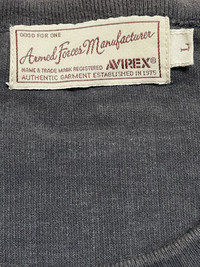 GOOD FOR ONE
Armed Forces Manufacturer
NAME & TRADE MARK REGISTERED AVIREX®
AUTHENTIC GARMENT ESTABLISHED IN 1975
L